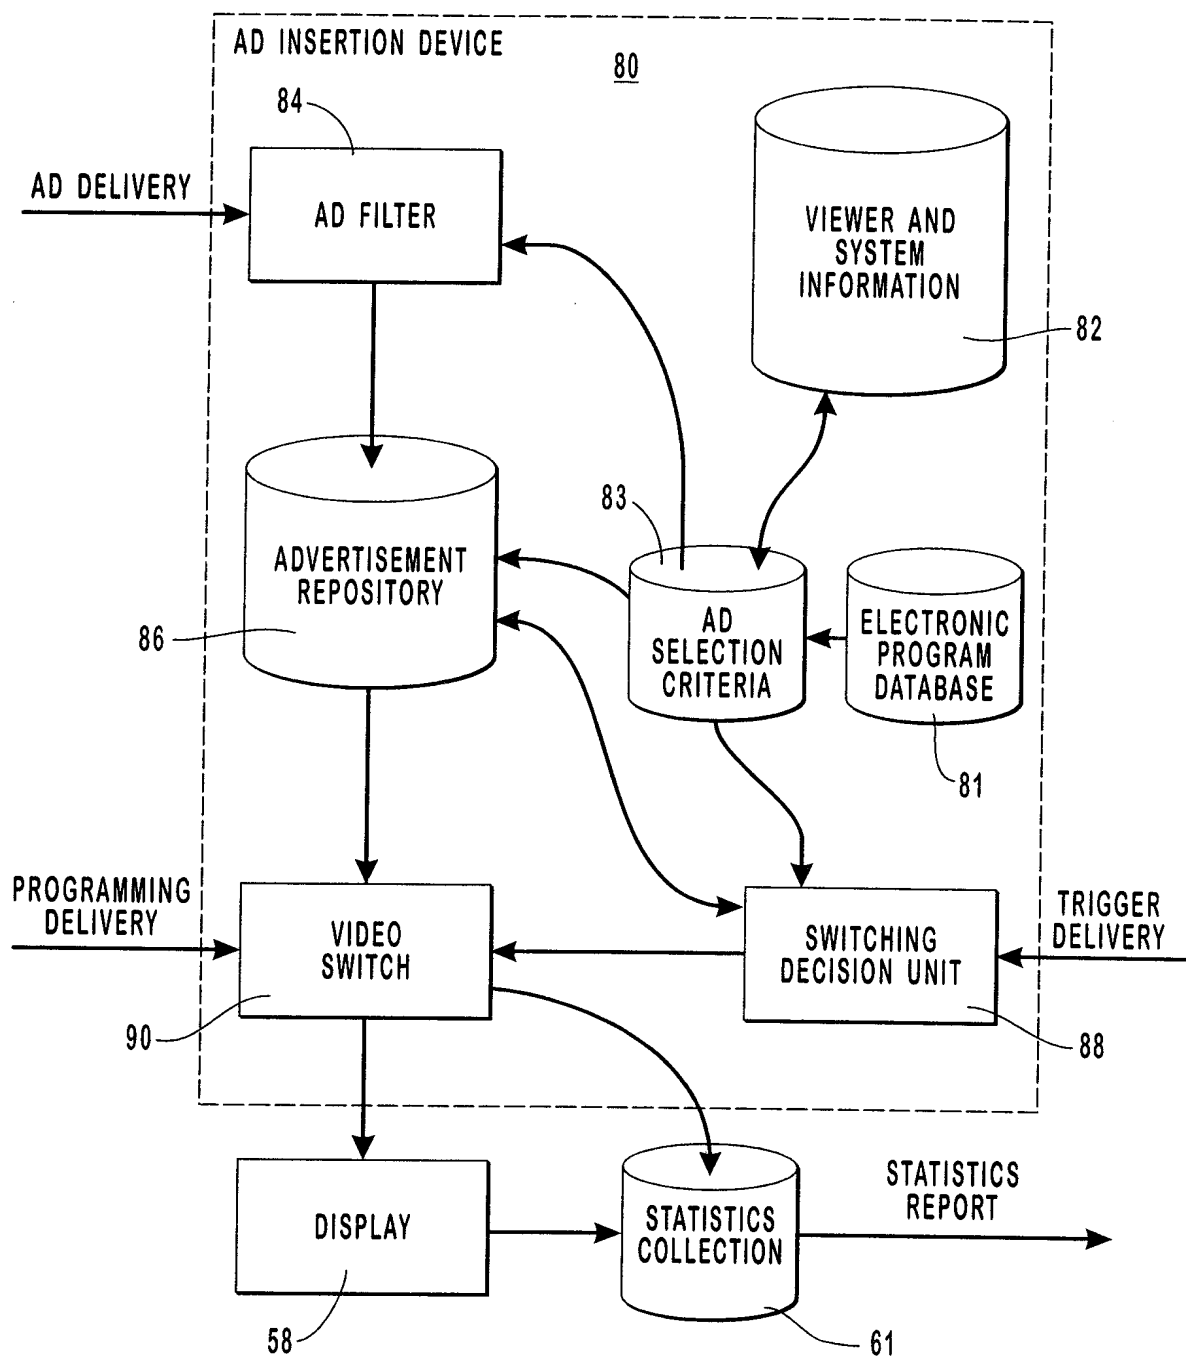 AD INSERTION DEVICE
80
84
AD DELIVERY
AD FILTER
VIEWER AND
SYSTEM
INFORMATION
82
83
ADVERTISEMENT
REPOSITORY
86
AD
SELECTION
CRITERIA
ELECTRONIC
PROGRAM
DATABASE
81
PROGRAMMING
DELIVERY
VIDEO
SWITCH
90
SWITCHING
DECISION UNIT
88
TRIGGER
DELIVERY
DISPLAY
58
STATISTICS
COLLECTION
61
STATISTICS
REPORT